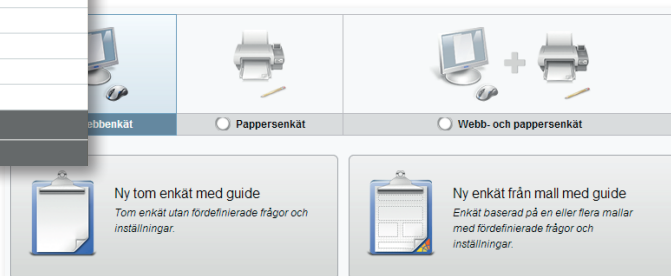 ebbenkät
Pappersenkät
Webb- och pappersenkät
Ny tom enkät med guide
Tom enkät utan fördefinierade frågor och
inställningar.
Ny enkät från mall med guide
Enkät baserad på en eller flera mallar
med fördefinierade frågor och
inställningar.